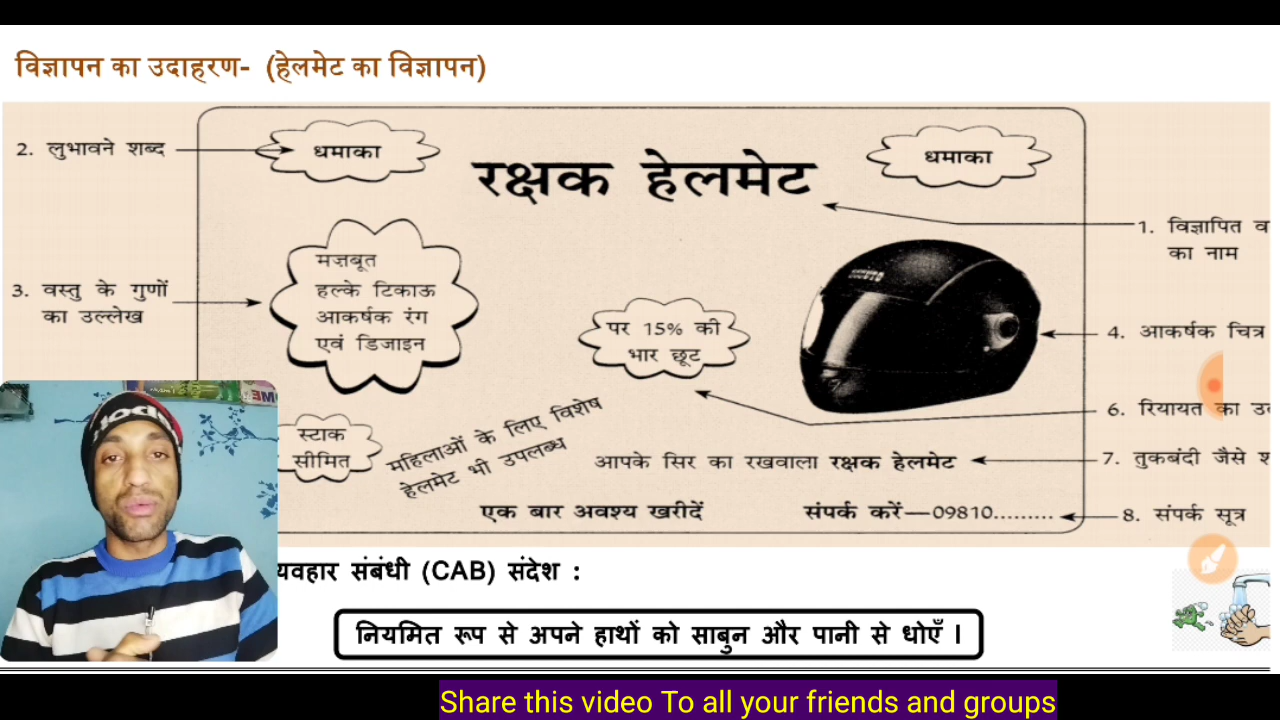 विज्ञापन का उदाहरण- (हेलमेट का विज्ञापन)
2. लुभावने शब्द
धमाका
रक्षक हेलमेट
धमाका
1. विज्ञापित व
का नाम
3. वस्तु के गुणों
का उल्लेख
मज़बूत
हल्के टिकाऊ
आकर्षक रंग
एवं डिजाइन
पर 15% की
भार छूट
4. आकर्षक चित्र
6. रियायत का उ
स्टाक
सीमित
महिलाओं के लिए विशेष
हेलमेट भी उपलब्ध
आपके सिर का रखवाला रक्षक हेलमेट
7. तुकबंदी जैसे श
एक बार अवश्य खरीदें
संपर्क करें—09810.........
8. संपर्क सूत्र
यवहार संबंधी (CAB) संदेश :
नियमित रूप से अपने हाथों को साबुन और पानी से धोएँ ।
Share this video To all your friends and groups